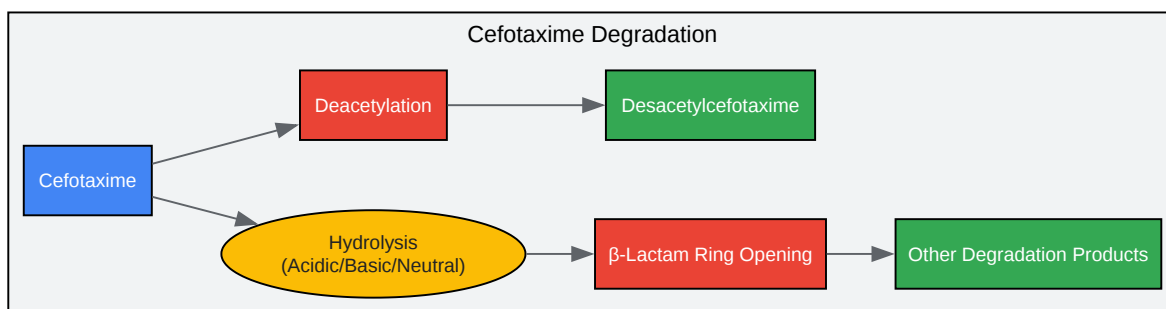 Cefotaxime Degradation
Deacetylation
Desacetylcefotaxime
Cefotaxime
Hydrolysis
(Acidic/Basic/Neutral)
β-Lactam Ring Opening
Other Degradation Products